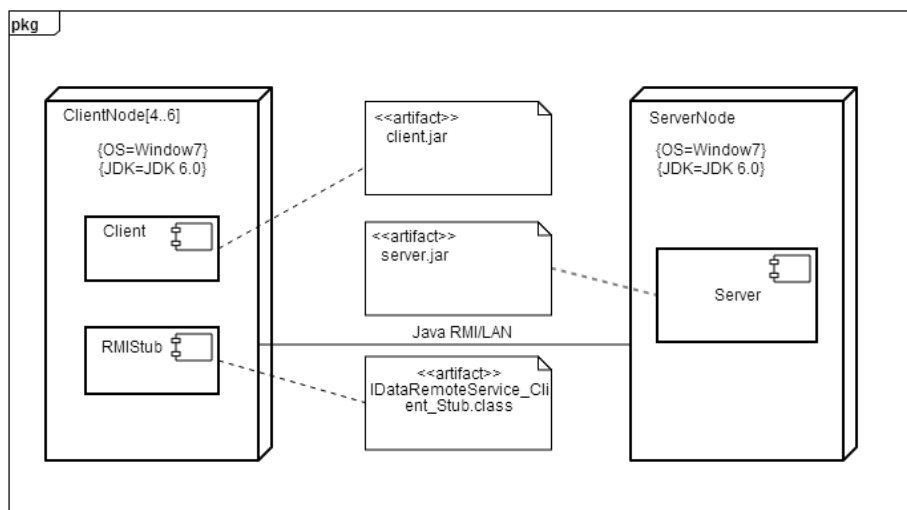 pkg
ClientNode[4..6]
{OS=Window7}
{JDK=JDK 6.0}
Client
RMIStub
<<artifact>>
client.jar
<<artifact>>
server.jar
Java RMI/LAN
<<artifact>>
IDataRemoteService_Cli
ent_Stub.class
ServerNode
{OS=Window7}
{JDK=JDK 6.0}
Server